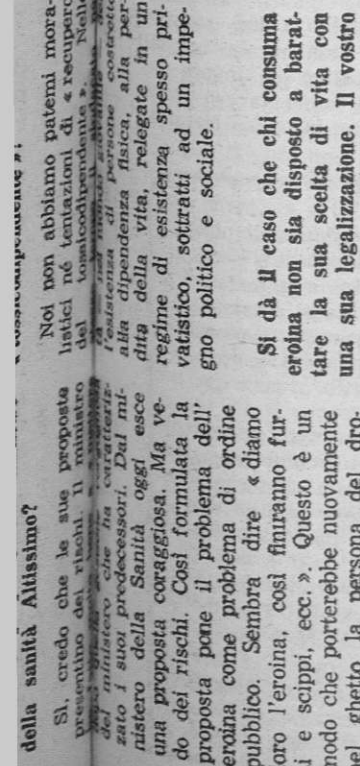 della sanità Altissimo?
Sì, credo che le sue proposta
presentino dei rischi. Il ministro
del ministero che ha caratteriz-
zato i suoi predecessori. Dal mi-
nistero della Sanità oggi esce
una proposta coraggiosa. Ma ve-
do dei rischi. Così formulata la
proposta pone il problema dell'
eroina come problema di ordine
pubblico. Sembra dire « diamo
oro l'eroina, così finiranno fur-
i e scippi, ecc. ». Questo è un
modo che porterebbe nuovamente
nel ghetto la persona del dro-
Noi non abbiamo patemi mora-
listici né tentazioni di « recupero
del tossicodipendente ». Nelle
l'esistenza di persone costrette
alla dipendenza fisica, alla per-
dita della vita, relegate in un
regime di esistenza spesso pri-
vatistico, sottratti ad un impe-
gno politico e sociale.
Si dà il caso che chi consuma
eroina non sia disposto a barat-
tare la sua scelta di vita con
una sua legalizzazione. Il vostro